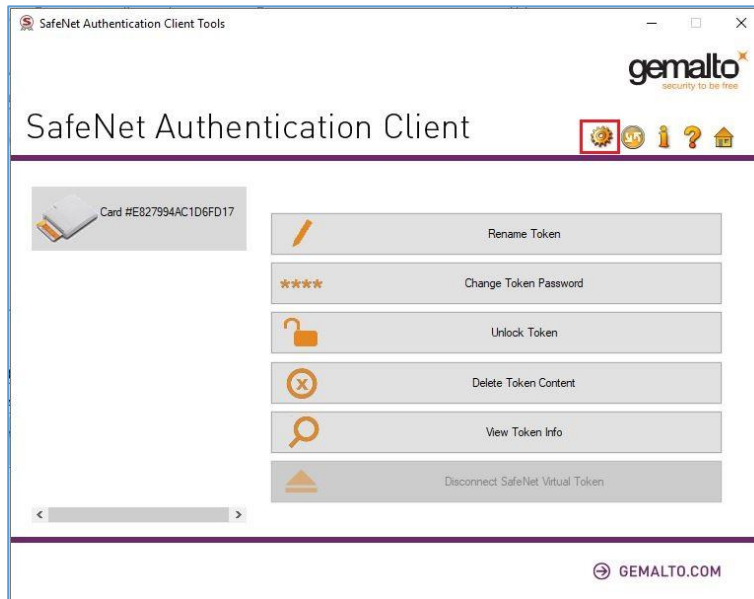 SafeNet Authentication Client Tools
gemalto
security to be free
SafeNet Authentication Client
Card #E827994AC1D6FD17
Rename Token
****
Change Token Password
Unlock Token
Delete Token Content
View Token Info
Disconnect SafeNet Virtual Token
GEMALTO.COM